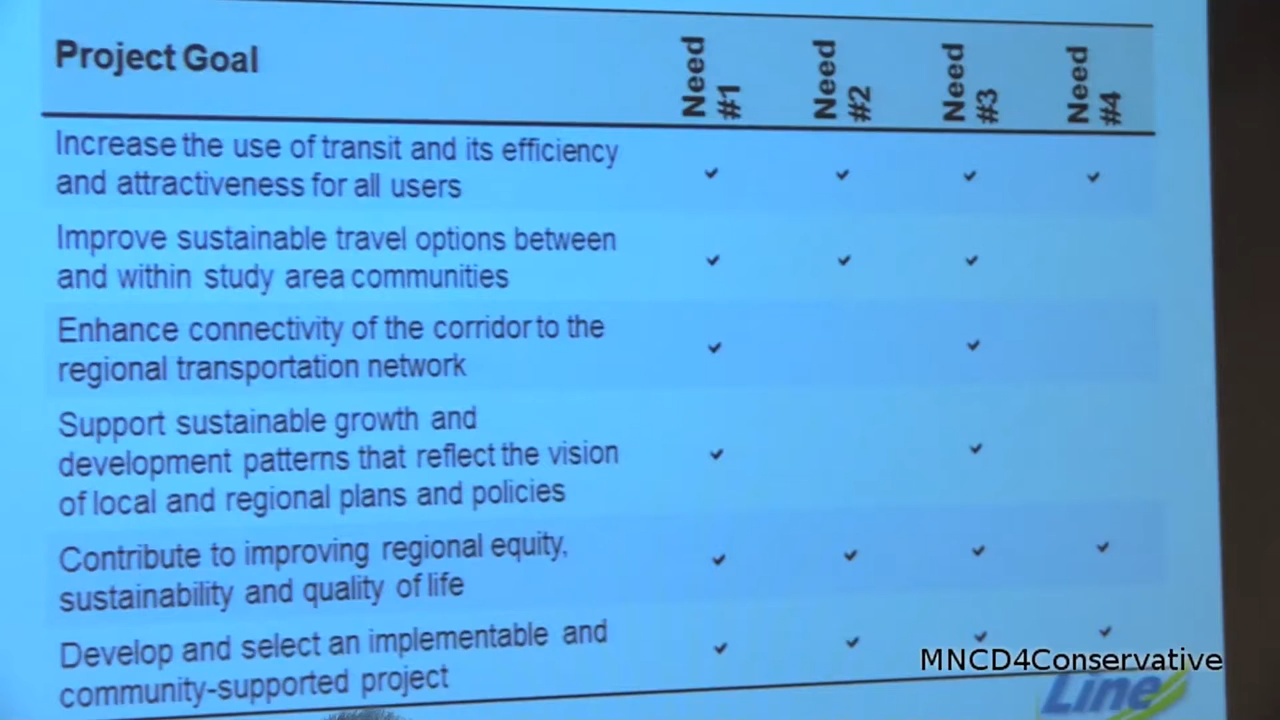 Project Goal Need #1 Need #2 Need #3 Need #4
Increase the use of transit and its efficiency
and attractiveness for all users ✓ ✓ ✓ ✓
Improve sustainable travel options between
and within study area communities ✓ ✓ ✓
Enhance connectivity of the corridor to the
regional transportation network ✓ ✓
Support sustainable growth and
development patterns that reflect the vision
of local and regional plans and policies ✓ ✓
Contribute to improving regional equity,
sustainability and quality of life ✓ ✓ ✓ ✓
Develop and select an implementable and
community-supported project ✓ ✓ ✓ ✓
MNCD4Conservative
Line